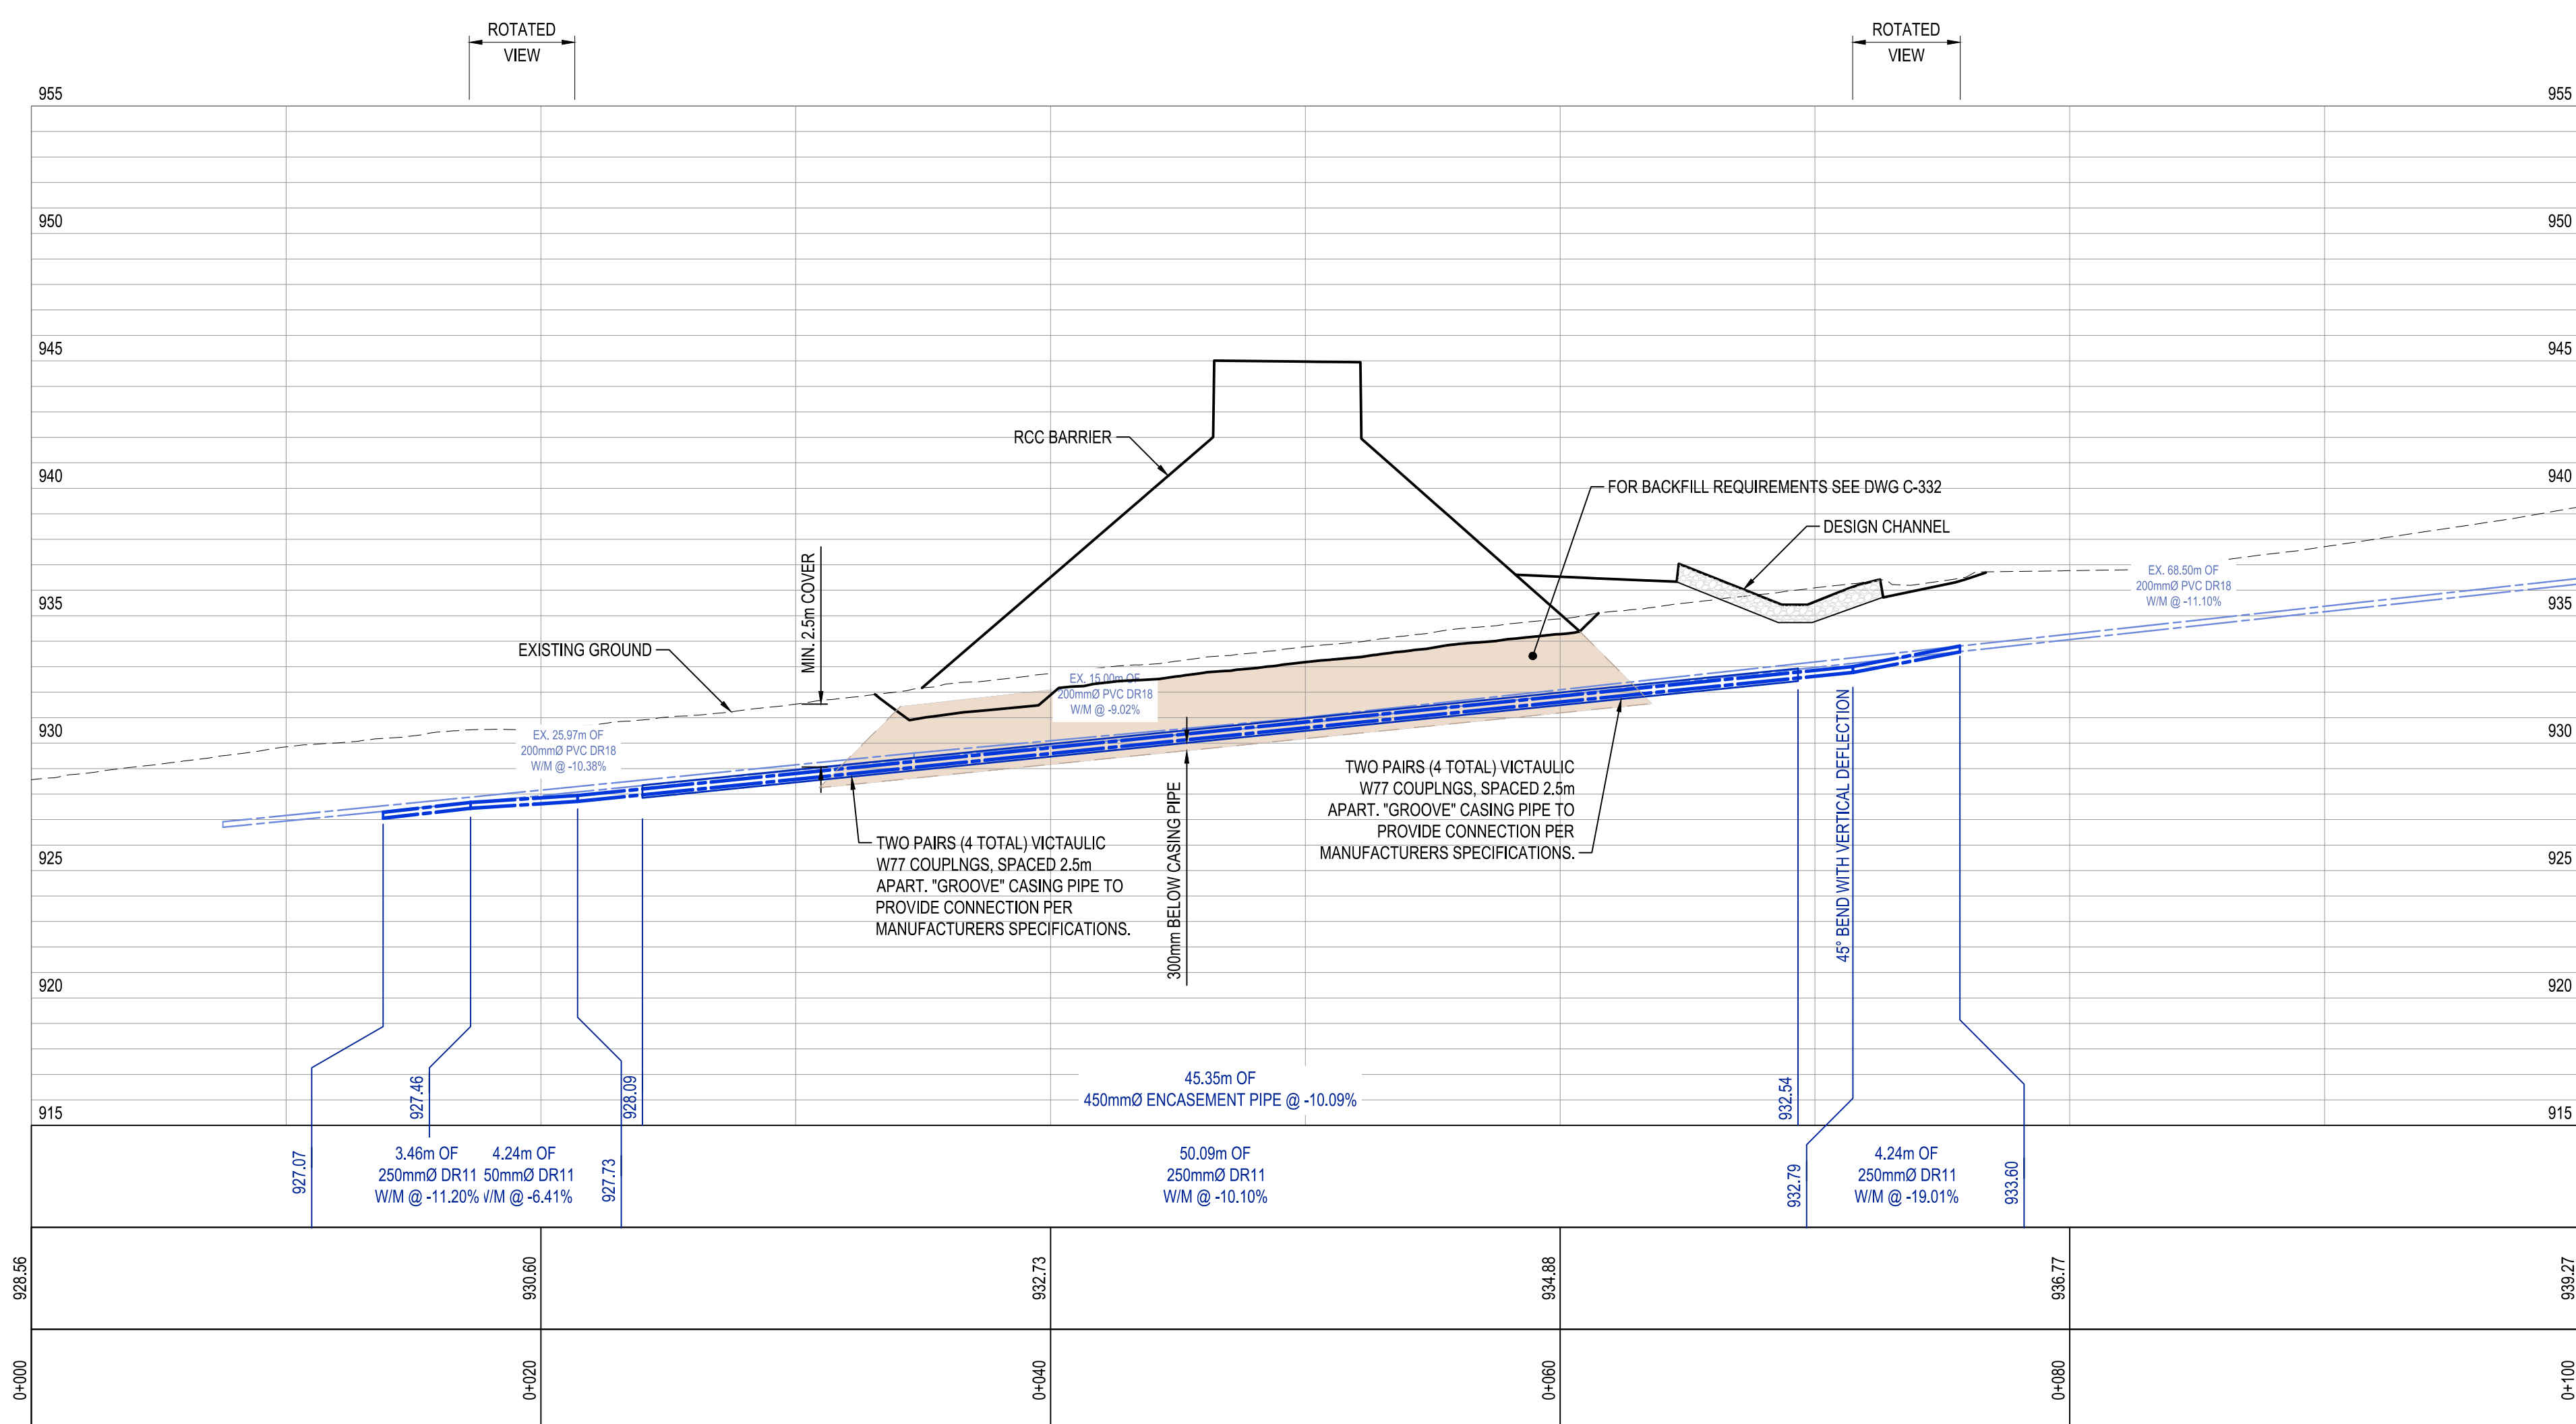 ROTATED
VIEW
ROTATED
VIEW
955
955
950
950
945
945
RCC BARRIER
940
940
FOR BACKFILL REQUIREMENTS SEE DWG C-332
DESIGN CHANNEL
MIN. 2.5m COVER
EX. 68.50m OF
200mmØ PVC DR18
W/M @ -11.10%
935
935
EXISTING GROUND
EX. 15.00m OF
200mmØ PVC DR18
W/M @ -9.02%
930
930
EX. 25.97m OF
200mmØ PVC DR18
W/M @ -10.38%
45° BEND WITH VERTICAL DEFLECTION
TWO PAIRS (4 TOTAL) VICTAULIC
W77 COUPLNGS, SPACED 2.5m
APART. "GROOVE" CASING PIPE TO
PROVIDE CONNECTION PER
MANUFACTURERS SPECIFICATIONS.
300mm BELOW CASING PIPE
TWO PAIRS (4 TOTAL) VICTAULIC
W77 COUPLNGS, SPACED 2.5m
APART. "GROOVE" CASING PIPE TO
PROVIDE CONNECTION PER
MANUFACTURERS SPECIFICATIONS.
925
925
920
920
927.46
928.09
45.35m OF
450mmØ ENCASEMENT PIPE @ -10.09%
932.54
915
915
927.07
3.46m OF
250mmØ DR11
W/M @ -11.20%
4.24m OF
50mmØ DR11
/M @ -6.41%
927.73
50.09m OF
250mmØ DR11
W/M @ -10.10%
932.79
4.24m OF
250mmØ DR11
W/M @ -19.01%
933.60
928.56
930.60
932.73
934.88
936.77
939.27
0+000
0+020
0+040
0+060
0+080
0+100